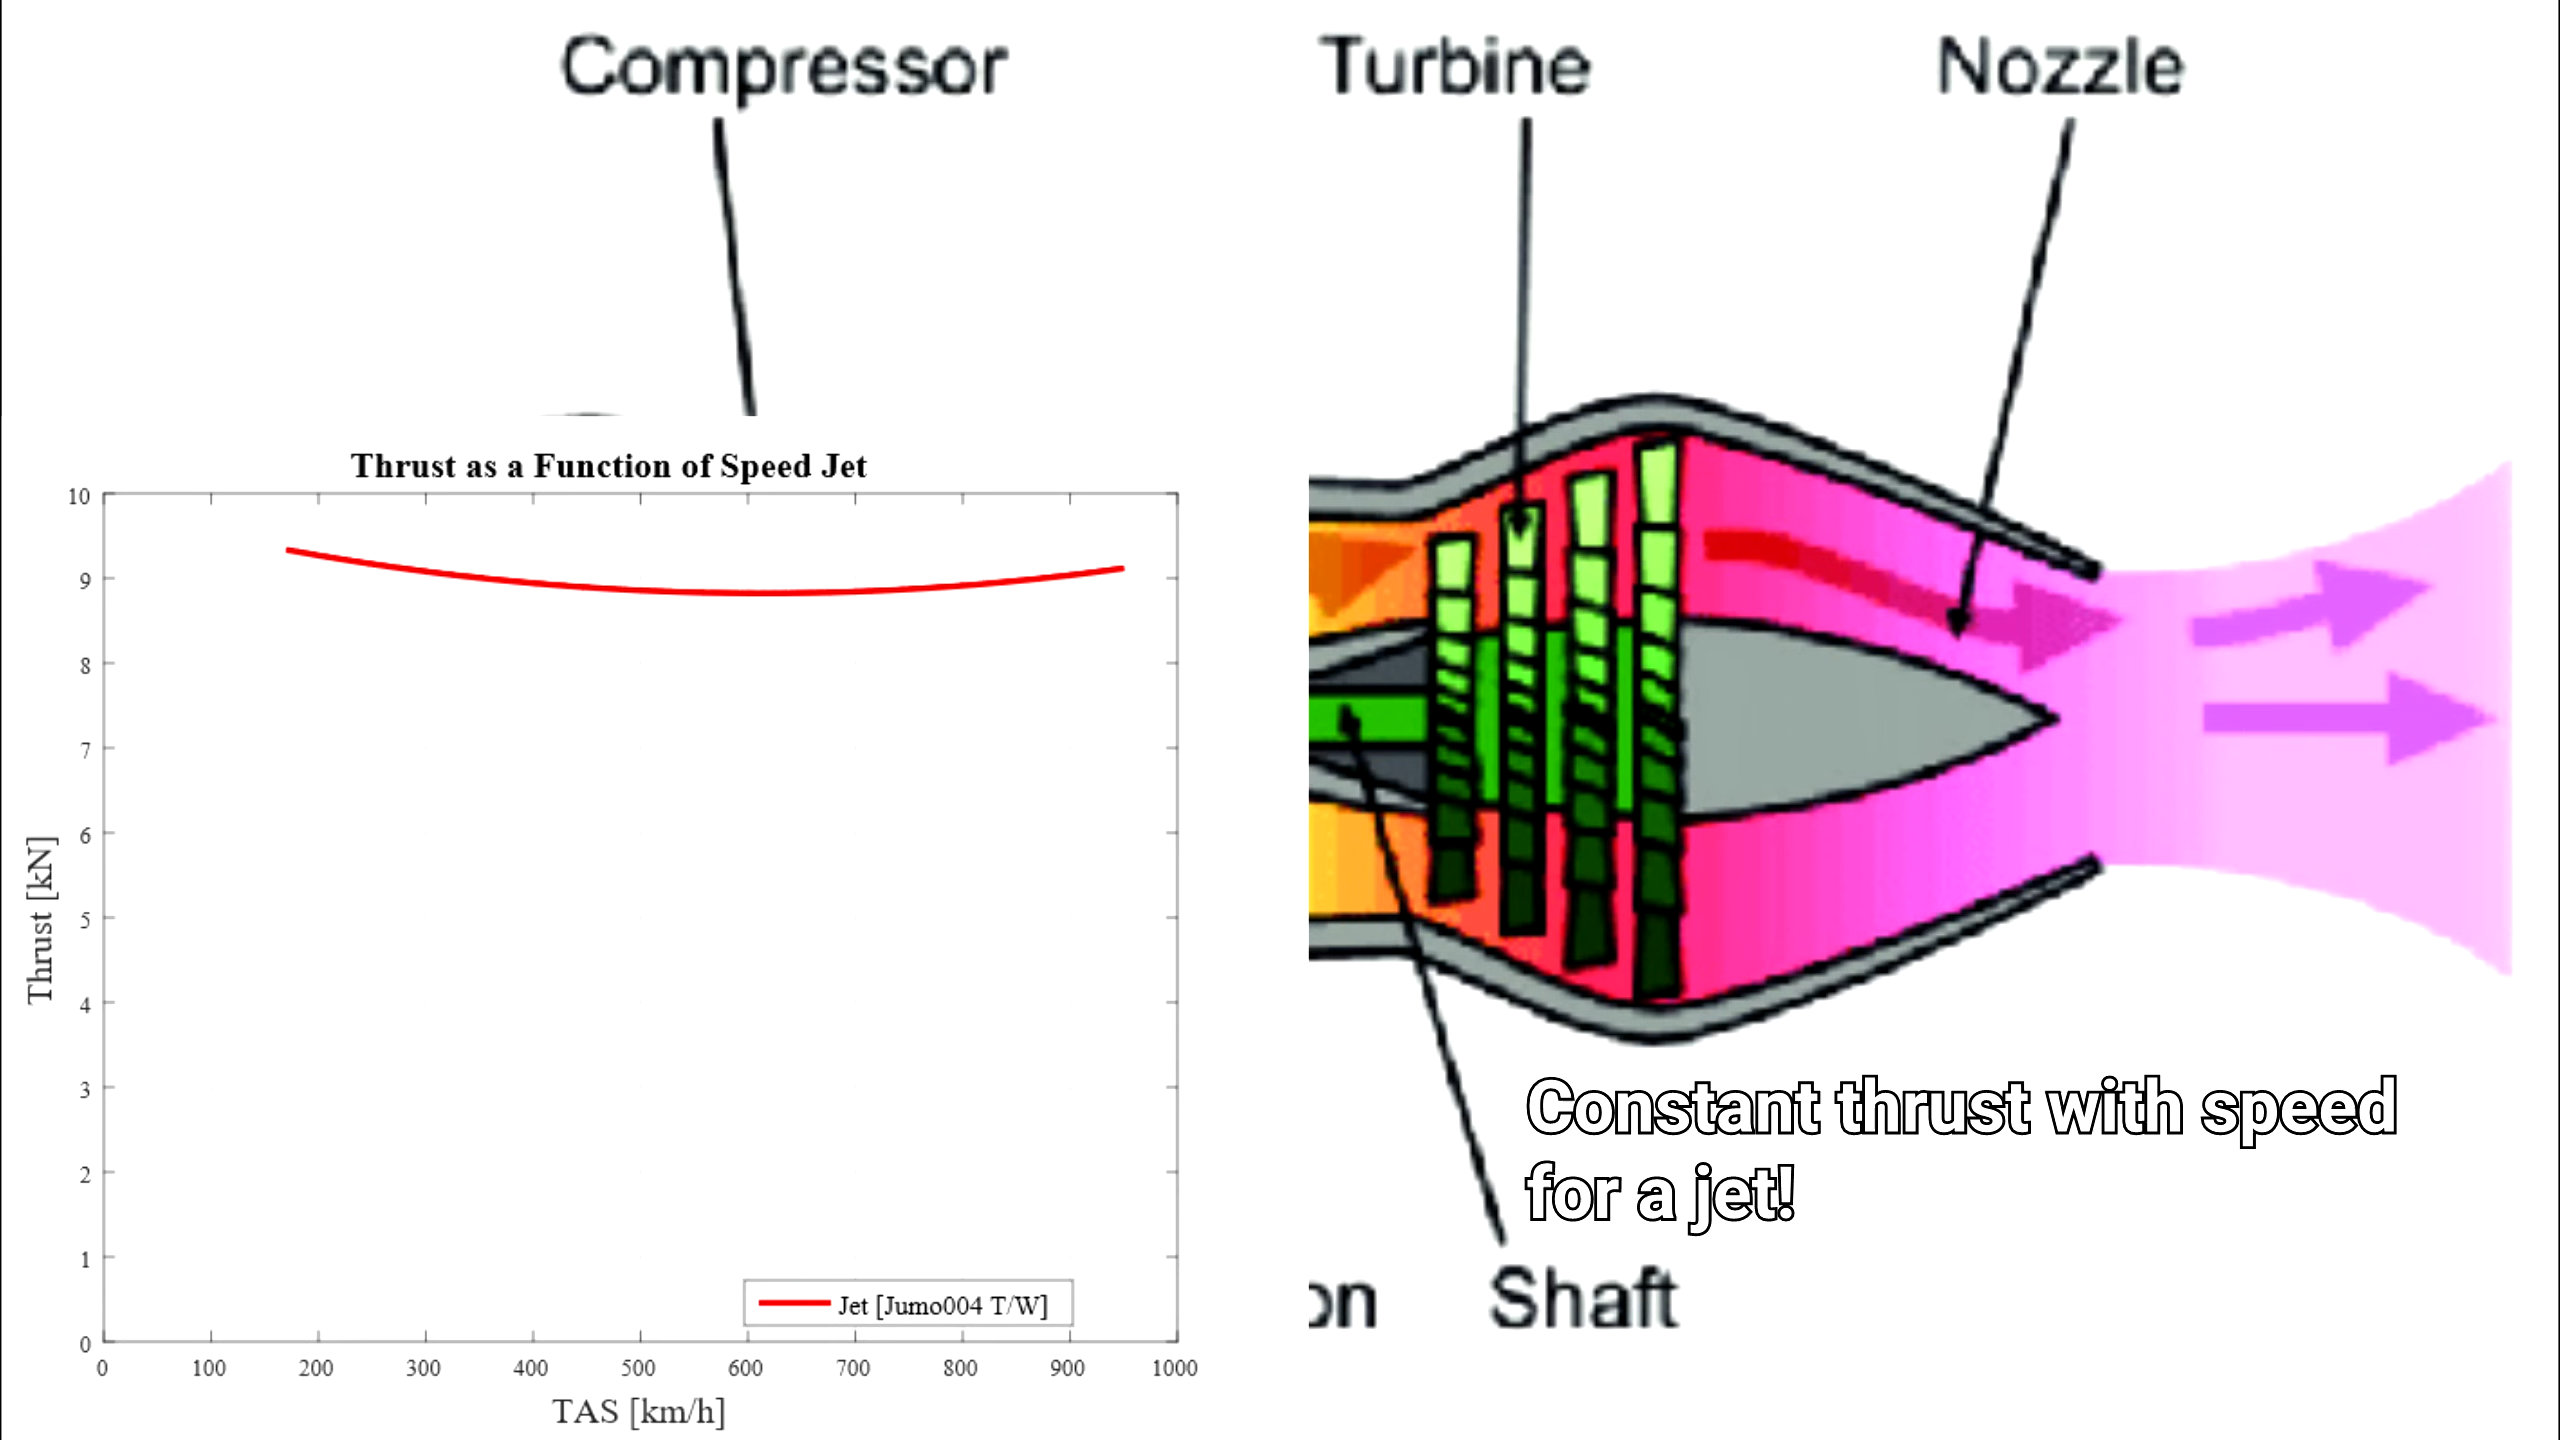 Compressor
Turbine
Nozzle
Thrust as a Function of Speed Jet
10
9
8
7
6
5
4
3
2
1
0
Thrust [kN]
Jet [Jumo004 T/W]
0 100 200 300 400 500 600 700 800 900 1000
TAS [km/h]
Constant thrust with speed
for a jet!
on
Shaft